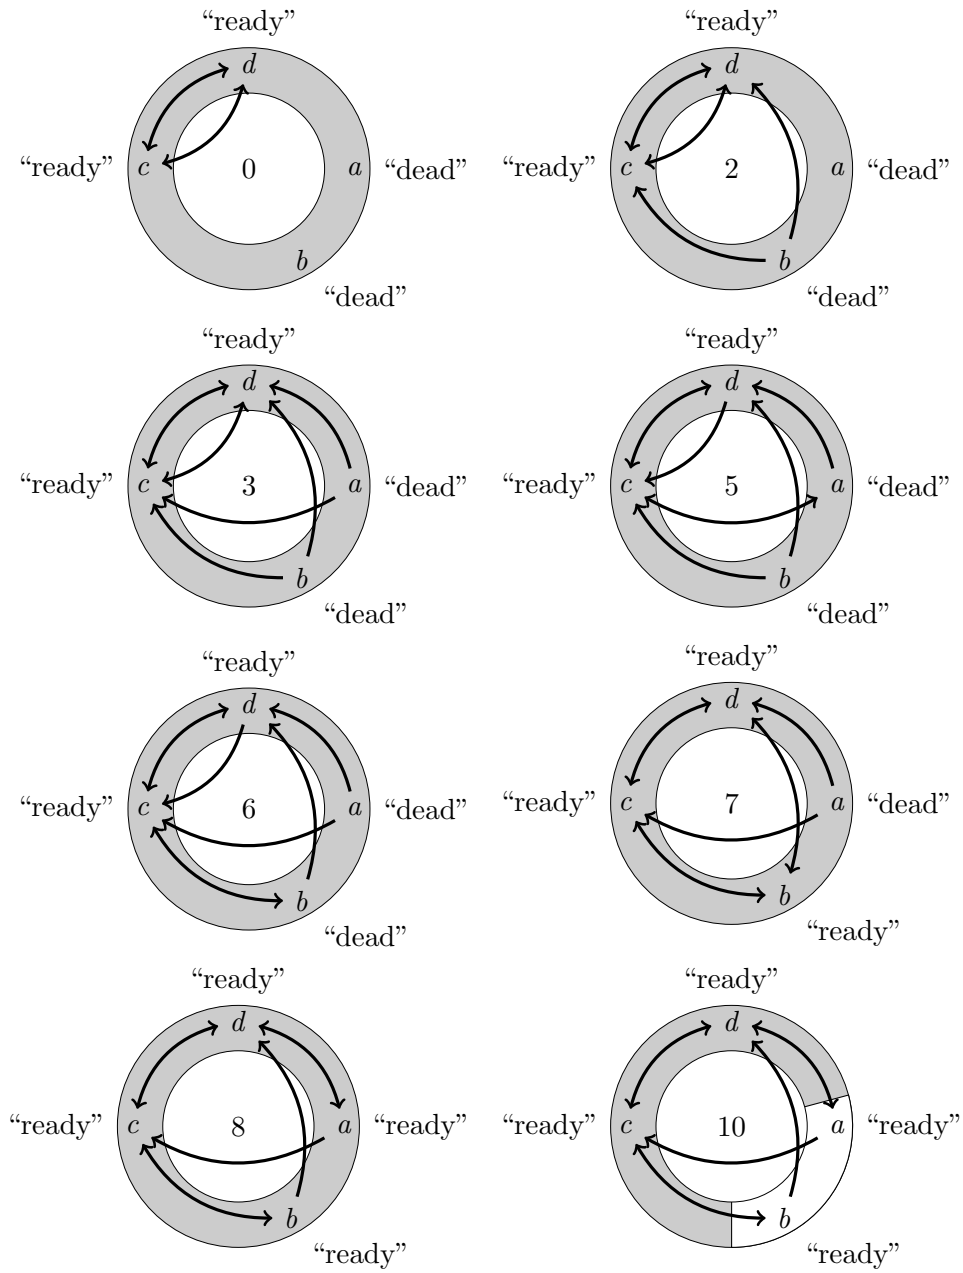 “ready” “ready”
d d
“ready” c 0 a “dead” “ready” c 2 a “dead”
b b
“dead” “dead”
“ready” “ready”
d d
“ready” c 3 a “dead” “ready” c 5 a “dead”
b b
“dead” “dead”
“ready” “ready”
d d
“ready” c 6 a “dead” “ready” c 7 a “dead”
b b
“dead” “ready”
“ready” “ready”
d d
“ready” c 8 a “ready” “ready” c 10 a “ready”
b b
“ready” “ready”